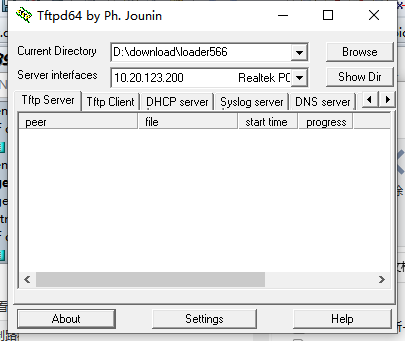 Tftpd64 by Ph. Jounin
Current Directory
D:\download\loader566
Browse
Server interfaces
10.20.123.200 Realtek PC
Show Dir
Tftp Server
Tftp Client
DHCP server
Syslog server
DNS server
peer
file
start time
progress
About
Settings
Help